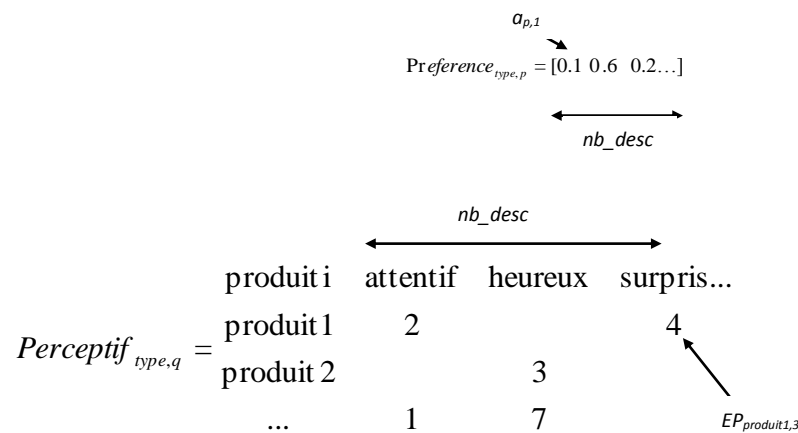 a_{p,1}
Preference_{type,p} = [0.1 0.6 0.2…]
nb_desc
nb_desc
produit i attentif heureux surpris...
produit 1 2 4
Perceptif_{type,q} =
produit 2 3
... 1 7 EP_{produit1,3}